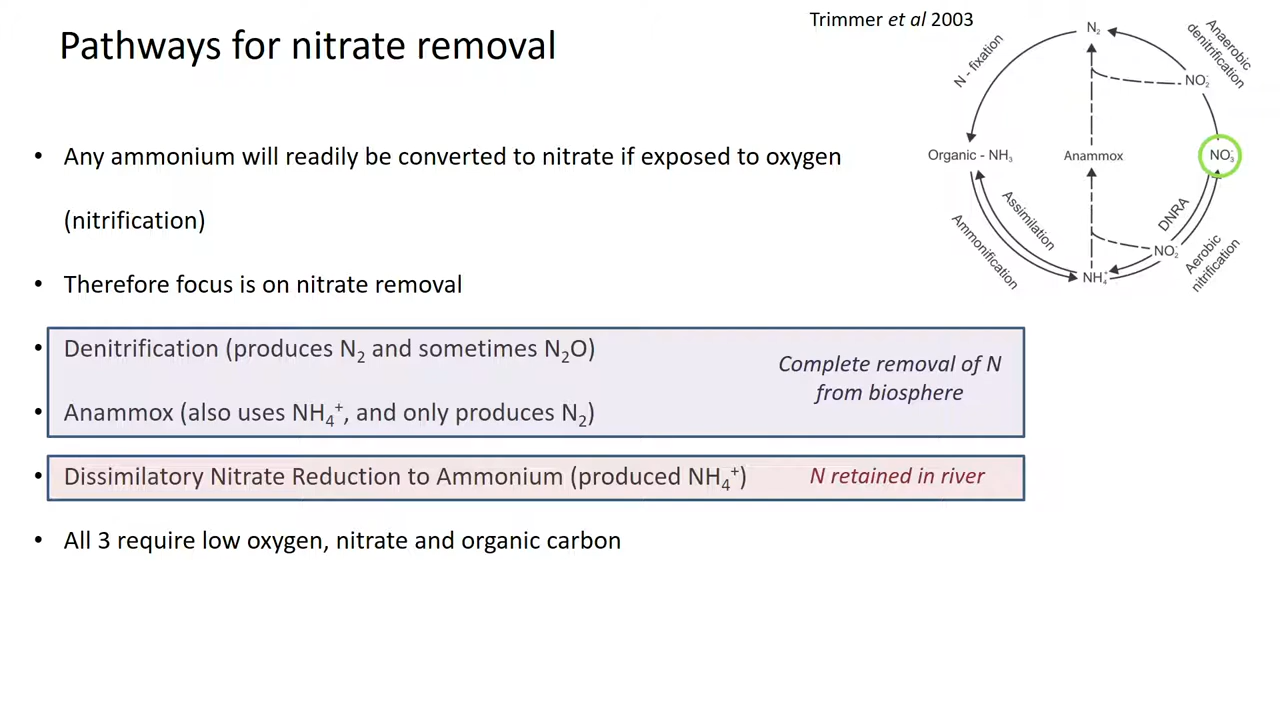 Trimmer et al 2003
Pathways for nitrate removal
• Any ammonium will readily be converted to nitrate if exposed to oxygen
(nitrification)
• Therefore focus is on nitrate removal
• Denitrification (produces N₂ and sometimes N₂O)
• Anammox (also uses NH₄⁺, and only produces N₂)
Complete removal of N
from biosphere
• Dissimilatory Nitrate Reduction to Ammonium (produced NH₄⁺)
N retained in river
• All 3 require low oxygen, nitrate and organic carbon
N₂
N - fixation
Anaerobic
denitrification
NO₂⁻
Organic - NH₃
Anammox
NO₃⁻
Assimilation
Ammonification
DNRA
NO₂⁻
Aerobic
nitrification
NH₄⁺